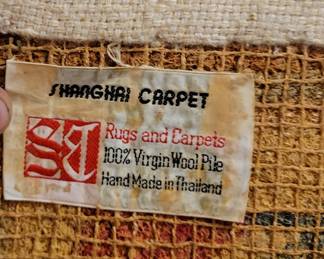 SHANGHAI CARPET
Rugs and Carpets
100% Virgin Wool Pile
Hand Made in Thailand